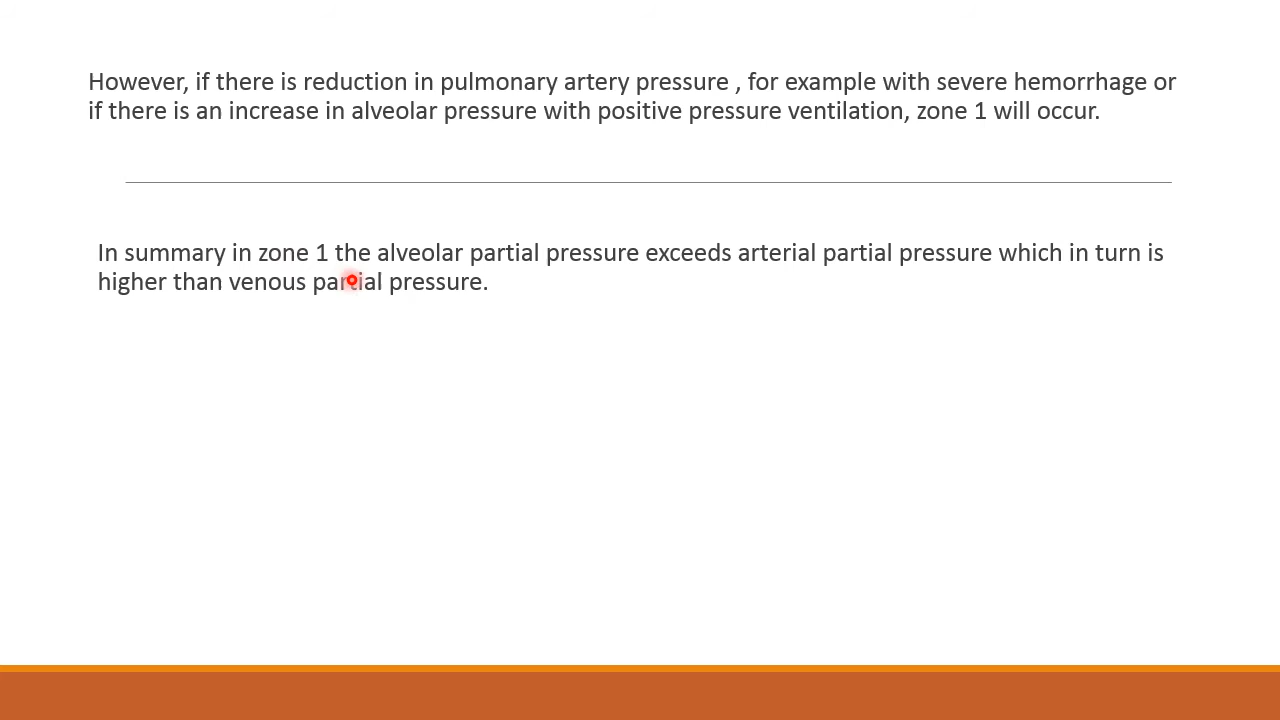 However, if there is reduction in pulmonary artery pressure , for example with severe hemorrhage or
if there is an increase in alveolar pressure with positive pressure ventilation, zone 1 will occur.
In summary in zone 1 the alveolar partial pressure exceeds arterial partial pressure which in turn is
higher than venous partial pressure.